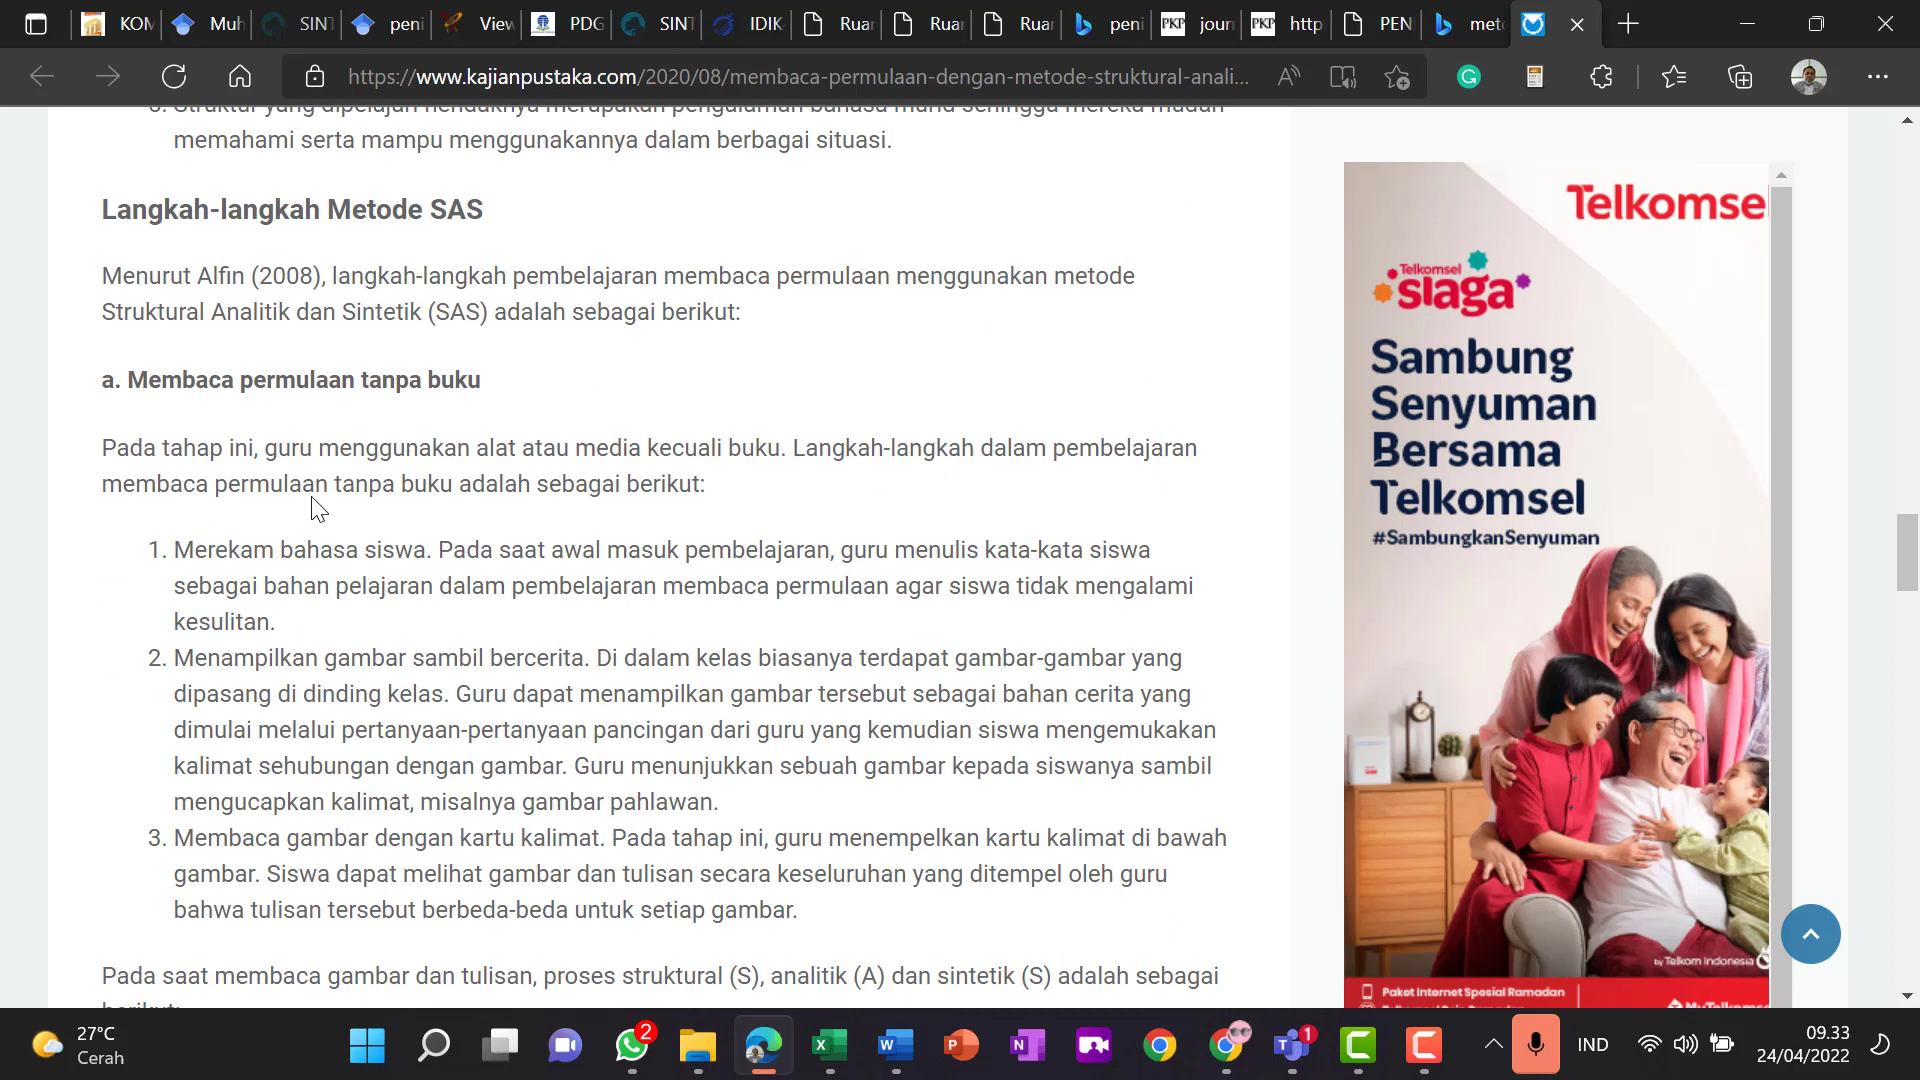 KOM
Muh
SINT
peni
View
PDG
SINT
IDIK
Ruar
Ruar
Ruar
peni
PKP
jour
PKP
http
PEN
meto
https://www.kajianpustaka.com/2020/08/membaca-permulaan-dengan-metode-struktural-anali...
memahami serta mampu menggunakannya dalam berbagai situasi.
Langkah-langkah Metode SAS
Menurut Alfin (2008), langkah-langkah pembelajaran membaca permulaan menggunakan metode
Struktural Analitik dan Sintetik (SAS) adalah sebagai berikut:
a. Membaca permulaan tanpa buku
Pada tahap ini, guru menggunakan alat atau media kecuali buku. Langkah-langkah dalam pembelajaran
membaca permulaan tanpa buku adalah sebagai berikut:
1. Merekam bahasa siswa. Pada saat awal masuk pembelajaran, guru menulis kata-kata siswa
sebagai bahan pelajaran dalam pembelajaran membaca permulaan agar siswa tidak mengalami
kesulitan.
2. Menampilkan gambar sambil bercerita. Di dalam kelas biasanya terdapat gambar-gambar yang
dipasang di dinding kelas. Guru dapat menampilkan gambar tersebut sebagai bahan cerita yang
dimulai melalui pertanyaan-pertanyaan pancingan dari guru yang kemudian siswa mengemukakan
kalimat sehubungan dengan gambar. Guru menunjukkan sebuah gambar kepada siswanya sambil
mengucapkan kalimat, misalnya gambar pahlawan.
3. Membaca gambar dengan kartu kalimat. Pada tahap ini, guru menempelkan kartu kalimat di bawah
gambar. Siswa dapat melihat gambar dan tulisan secara keseluruhan yang ditempel oleh guru
bahwa tulisan tersebut berbeda-beda untuk setiap gambar.
Pada saat membaca gambar dan tulisan, proses struktural (S), analitik (A) dan sintetik (S) adalah sebagai
Telkomse
Telkomsel
siaga
Sambung
Senyuman
Bersama
Telkomsel
#SambungkanSenyuman
by Telkom Indonesia
Paket Internet Spesial Ramadan
MyTelkomse
27°C
Cerah
2
1
IND
09.33
24/04/2022